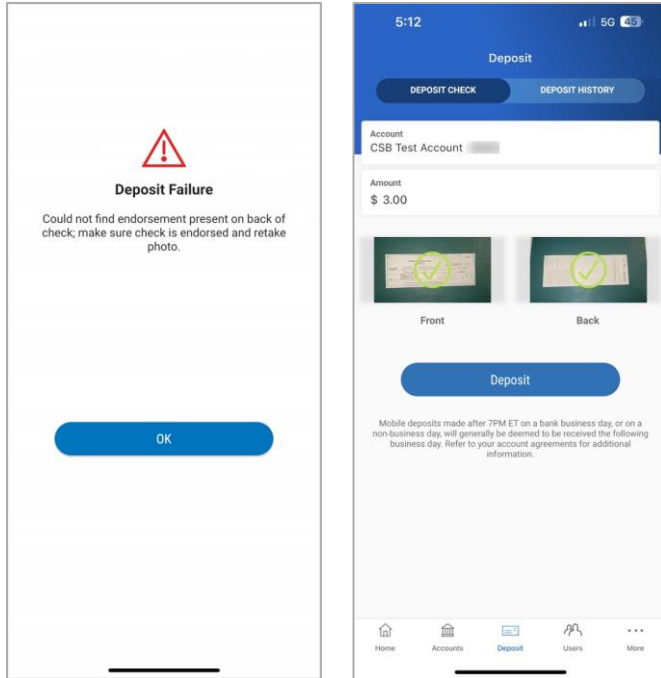 Deposit Failure
Could not find endorsement present on back of
check; make sure check is endorsed and retake
photo.
OK
5:12
5G 45
Deposit
DEPOSIT CHECK
DEPOSIT HISTORY
Account
CSB Test Account
Amount
$ 3.00
Front
Back
Deposit
Mobile deposits made after 7PM ET on a bank business day, or on a
non-business day, will generally be deemed to be received the following
business day. Refer to your account agreements for additional
information.
Home
Accounts
Deposit
Users
More